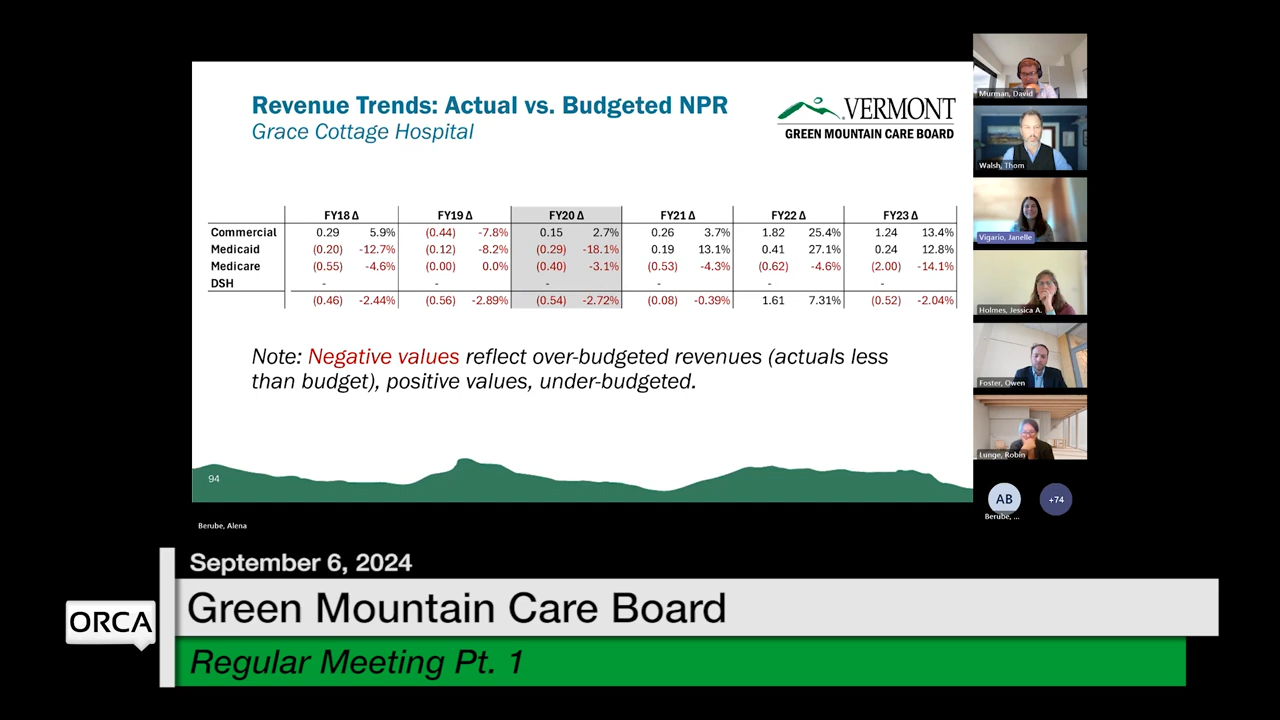 Revenue Trends: Actual vs. Budgeted NPR
Grace Cottage Hospital
VERMONT
GREEN MOUNTAIN CARE BOARD
FY18 Δ FY19 Δ FY20 Δ FY21 Δ FY22 Δ FY23 Δ
Commercial 0.29 5.9% (0.44) -7.8% 0.15 2.7% 0.26 3.7% 1.82 25.4% 1.24 13.4%
Medicaid (0.20) -12.7% (0.12) -8.2% (0.29) -18.1% 0.19 13.1% 0.41 27.1% 0.24 12.8%
Medicare (0.55) -4.6% (0.00) 0.0% (0.40) -3.1% (0.53) -4.3% (0.62) -4.6% (2.00) -14.1%
DSH - - - - - -
(0.46) -2.44% (0.56) -2.89% (0.54) -2.72% (0.08) -0.39% 1.61 7.31% (0.52) -2.04%
Note: Negative values reflect over-budgeted revenues (actuals less
than budget), positive values, under-budgeted.
94
Murman, David
Walsh, Thom
Vigario, Janelle
Holmes, Jessica A.
Foster, Owen
Lunge, Robin
AB
Berube, ...
+74
Berube, Alena
September 6, 2024
ORCA
Green Mountain Care Board
Regular Meeting Pt. 1